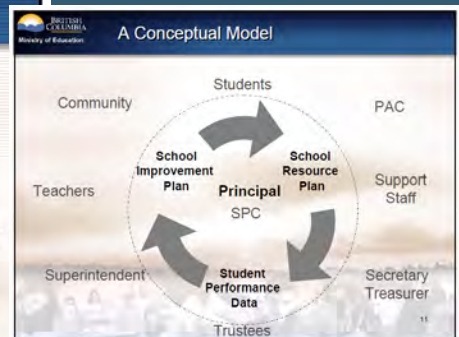 BRITISH
COLUMBIA
Ministry of Education
A Conceptual Model
Students
Community
PAC
School
Improvement
Plan
School
Resource
Plan
Teachers
Principal
SPC
Support
Staff
Superintendent
Student
Performance
Data
Secretary
Treasurer
Trustees
11